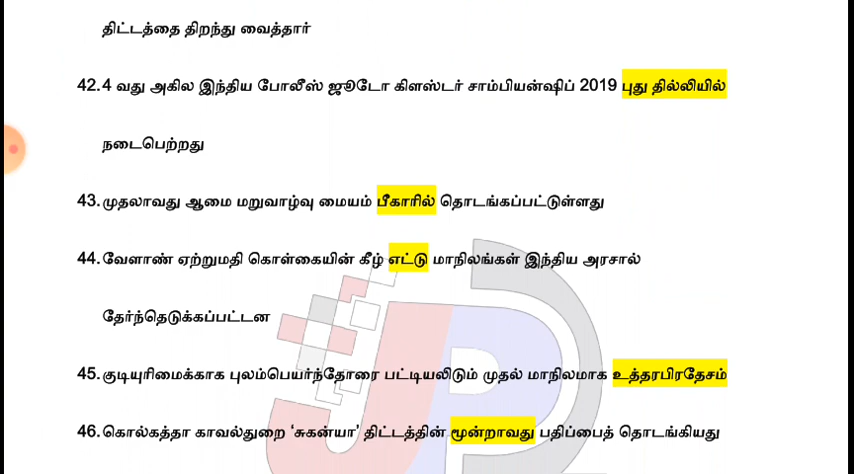 திட்டத்தை திறந்து வைத்தார்
42. 4 வது அகில இந்திய போலீஸ் ஜூடோ கிளஸ்டர் சாம்பியன்ஷிப் 2019 புது தில்லியில்
நடைபெற்றது
43. முதலாவது ஆமை மறுவாழ்வு மையம் பீகாரில் தொடங்கப்பட்டுள்ளது
44. வேளாண் ஏற்றுமதி கொள்கையின் கீழ் எட்டு மாநிலங்கள் இந்திய அரசால்
தேர்ந்தெடுக்கப்பட்டன
45. குடியுரிமைக்காக புலம்பெயர்ந்தோரை பட்டியலிடும் முதல் மாநிலமாக உத்தரபிரதேசம்
46. கொல்கத்தா காவல்துறை ‘சுகன்யா’ திட்டத்தின் மூன்றாவது பதிப்பைத் தொடங்கியது